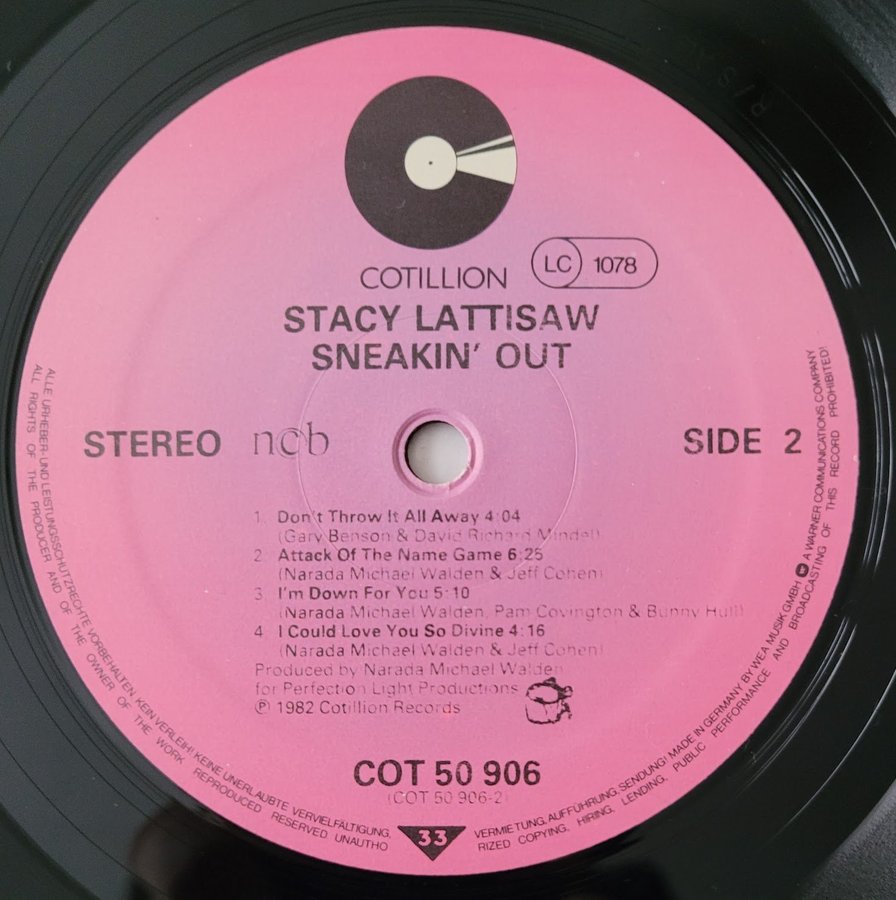 COTILLION
LC 1078
STACY LATTISAW
SNEAKIN' OUT
STEREO ncb
SIDE 2
1. Don't Throw It All Away 4:04
(Gary Benson & David Richard Mindel)
2. Attack Of The Name Game 6:25
(Narada Michael Walden & Jeff Cohen)
3. I'm Down For You 5:10
(Narada Michael Walden, Pam Covington & Bunny Hull)
4. I Could Love You So Divine 4:16
(Narada Michael Walden & Jeff Cohen)
Produced by Narada Michael Walden
for Perfection Light Productions
℗ 1982 Cotillion Records
COT 50 906
(COT 50 906-2)
33
ALLE URHEBER- UND LEISTUNGSSCHUTZRECHTE VORBEHALTEN. KEIN VERLEIH! KEINE UNERLAUBTE VERVIELFÄLTIGUNG,
VERMIETUNG, AUFFÜHRUNG, SENDUNG! MADE IN GERMANY BY WEA MUSIK GMBH A WARNER COMMUNICATIONS COMPANY
ALL RIGHTS OF THE PRODUCER AND OF THE OWNER OF THE WORK REPRODUCED RESERVED UNAUTHO
RIZED COPYING, HIRING, LENDING, PUBLIC PERFORMANCE AND BROADCASTING OF THIS RECORD PROHIBITED!